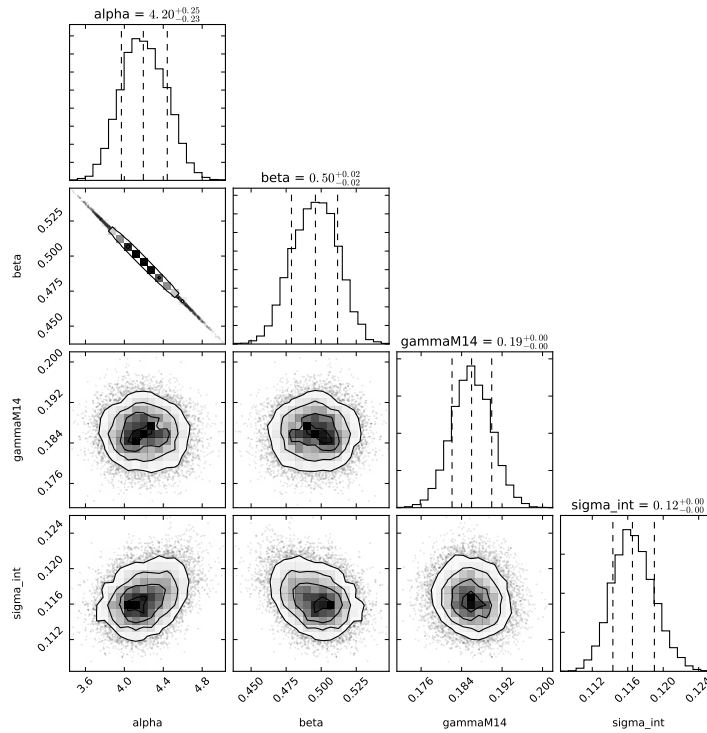 alpha = 4.20+0.25−0.23
beta = 0.50+0.02−0.02
0.525
0.500
0.475
0.450
beta
gammaM14 = 0.19+0.00−0.00
0.200
0.192
0.184
0.176
gammaM14
sigma_int = 0.12+0.00−0.00
0.124
0.120
0.116
0.112
sigma_int
3.6 4.0 4.4 4.8
0.450 0.475 0.500 0.525
0.176 0.184 0.192 0.200
0.112 0.116 0.120 0.124
alpha beta gammaM14 sigma_int